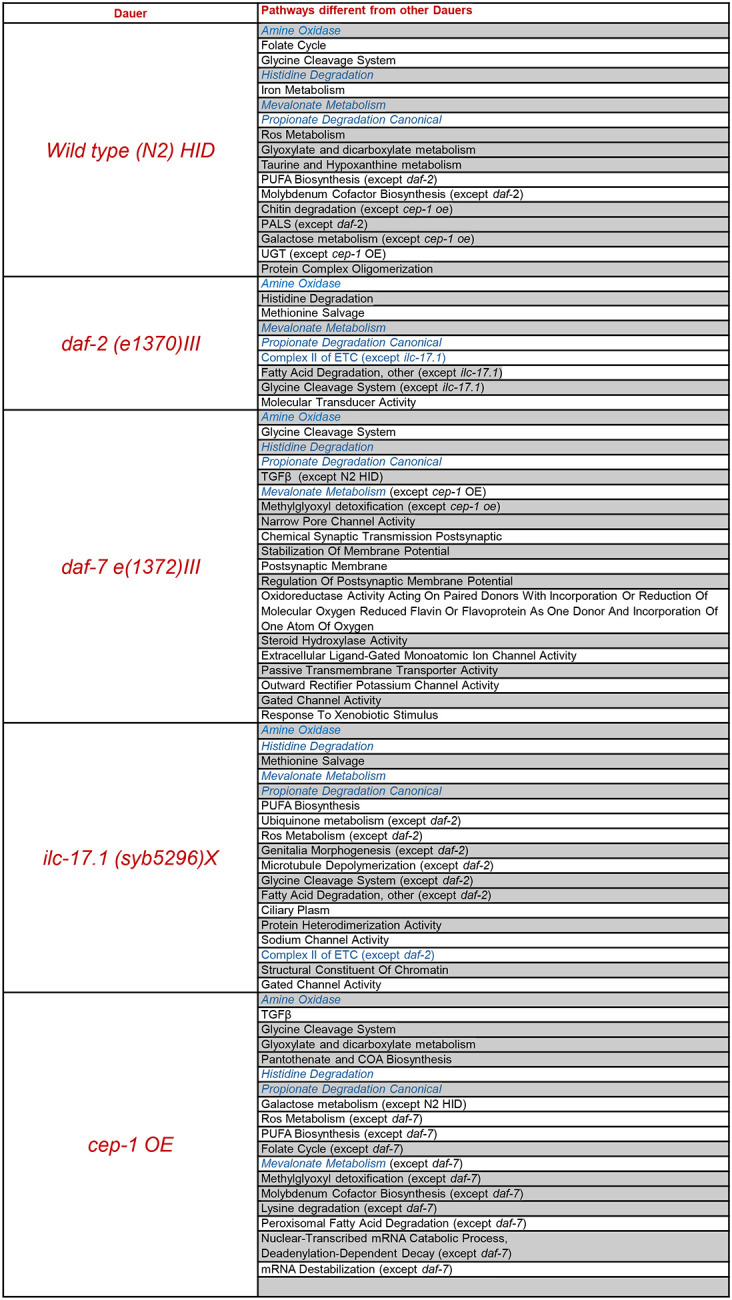 Dauer
Pathways different from other Dauers
Wild type (N2) HID
Amine Oxidase
Folate Cycle
Glycine Cleavage System
Histidine Degradation
Iron Metabolism
Mevalonate Metabolism
Propionate Degradation Canonical
Ros Metabolism
Glyoxylate and dicarboxylate metabolism
Taurine and Hypoxanthine metabolism
PUFA Biosynthesis (except daf-2)
Molybdenum Cofactor Biosynthesis (except daf-2)
Chitin degradation (except cep-1 oe)
PALS (except daf-2)
Galactose metabolism (except cep-1 oe)
UGT (except cep-1 OE)
Protein Complex Oligomerization
daf-2 (e1370)III
Amine Oxidase
Histidine Degradation
Methionine Salvage
Mevalonate Metabolism
Propionate Degradation Canonical
Complex II of ETC (except ilc-17.1)
Fatty Acid Degradation, other (except ilc-17.1)
Glycine Cleavage System (except ilc-17.1)
Molecular Transducer Activity
daf-7 e(1372)III
Amine Oxidase
Glycine Cleavage System
Histidine Degradation
Propionate Degradation Canonical
TGFβ (except N2 HID)
Mevalonate Metabolism (except cep-1 OE)
Methylglyoxyl detoxification (except cep-1 oe)
Narrow Pore Channel Activity
Chemical Synaptic Transmission Postsynaptic
Stabilization Of Membrane Potential
Postsynaptic Membrane
Regulation Of Postsynaptic Membrane Potential
Oxidoreductase Activity Acting On Paired Donors With Incorporation Or Reduction Of
Molecular Oxygen Reduced Flavin Or Flavoprotein As One Donor And Incorporation Of
One Atom Of Oxygen
Steroid Hydroxylase Activity
Extracellular Ligand-Gated Monoatomic Ion Channel Activity
Passive Transmembrane Transporter Activity
Outward Rectifier Potassium Channel Activity
Gated Channel Activity
Response To Xenobiotic Stimulus
ilc-17.1 (syb5296)X
Amine Oxidase
Histidine Degradation
Methionine Salvage
Mevalonate Metabolism
Propionate Degradation Canonical
PUFA Biosynthesis
Ubiquinone metabolism (except daf-2)
Ros Metabolism (except daf-2)
Genitalia Morphogenesis (except daf-2)
Microtubule Depolymerization (except daf-2)
Glycine Cleavage System (except daf-2)
Fatty Acid Degradation, other (except daf-2)
Ciliary Plasm
Protein Heterodimerization Activity
Sodium Channel Activity
Complex II of ETC (except daf-2)
Structural Constituent Of Chromatin
Gated Channel Activity
cep-1 OE
Amine Oxidase
TGFβ
Glycine Cleavage System
Glyoxylate and dicarboxylate metabolism
Pantothenate and COA Biosynthesis
Histidine Degradation
Propionate Degradation Canonical
Galactose metabolism (except N2 HID)
Ros Metabolism (except daf-7)
PUFA Biosynthesis (except daf-7)
Folate Cycle (except daf-7)
Mevalonate Metabolism (except daf-7)
Methylglyoxyl detoxification (except daf-7)
Molybdenum Cofactor Biosynthesis (except daf-7)
Lysine degradation (except daf-7)
Peroxisomal Fatty Acid Degradation (except daf-7)
Nuclear-Transcribed mRNA Catabolic Process,
Deadenylation-Dependent Decay (except daf-7)
mRNA Destabilization (except daf-7)